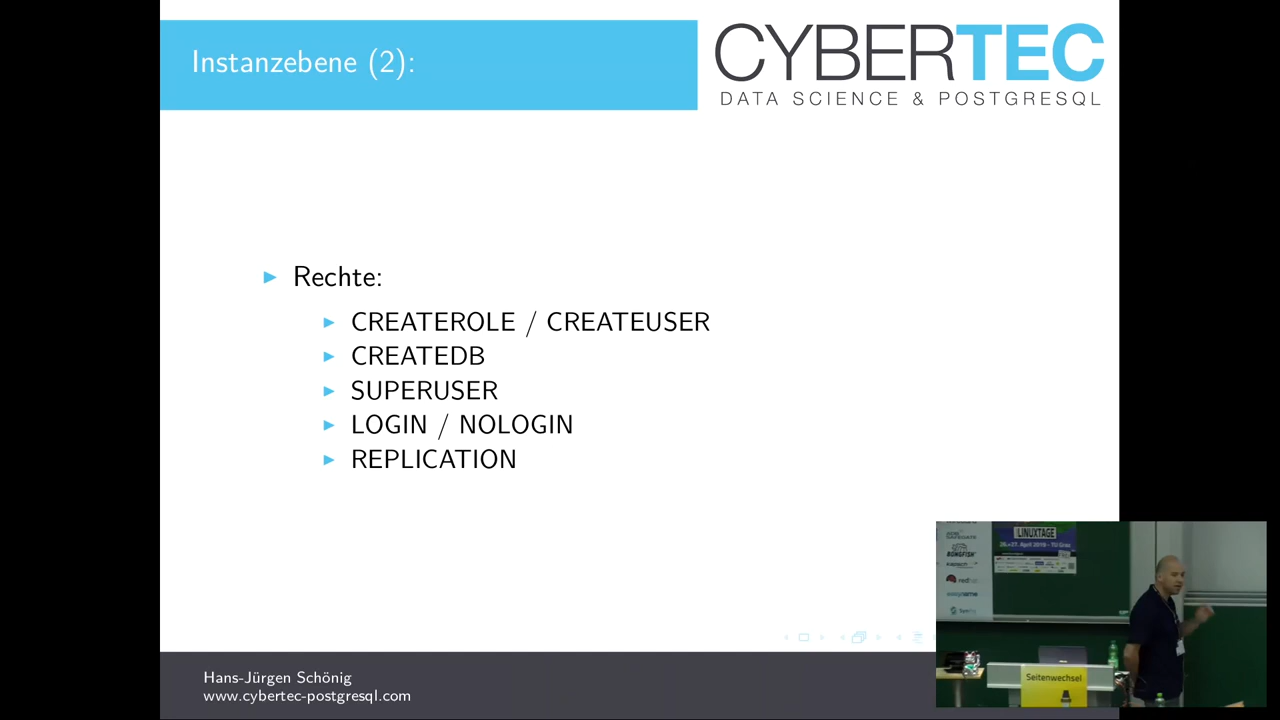 Instanzebene (2):
CYBERTEC
DATA SCIENCE & POSTGRESQL
Rechte:
CREATEROLE / CREATEUSER
CREATEDB
SUPERUSER
LOGIN / NOLOGIN
REPLICATION
LINUXTAGE
BONGFISH
Seitenwechsel
Hans-Jürgen Schönig
www.cybertec-postgresql.com